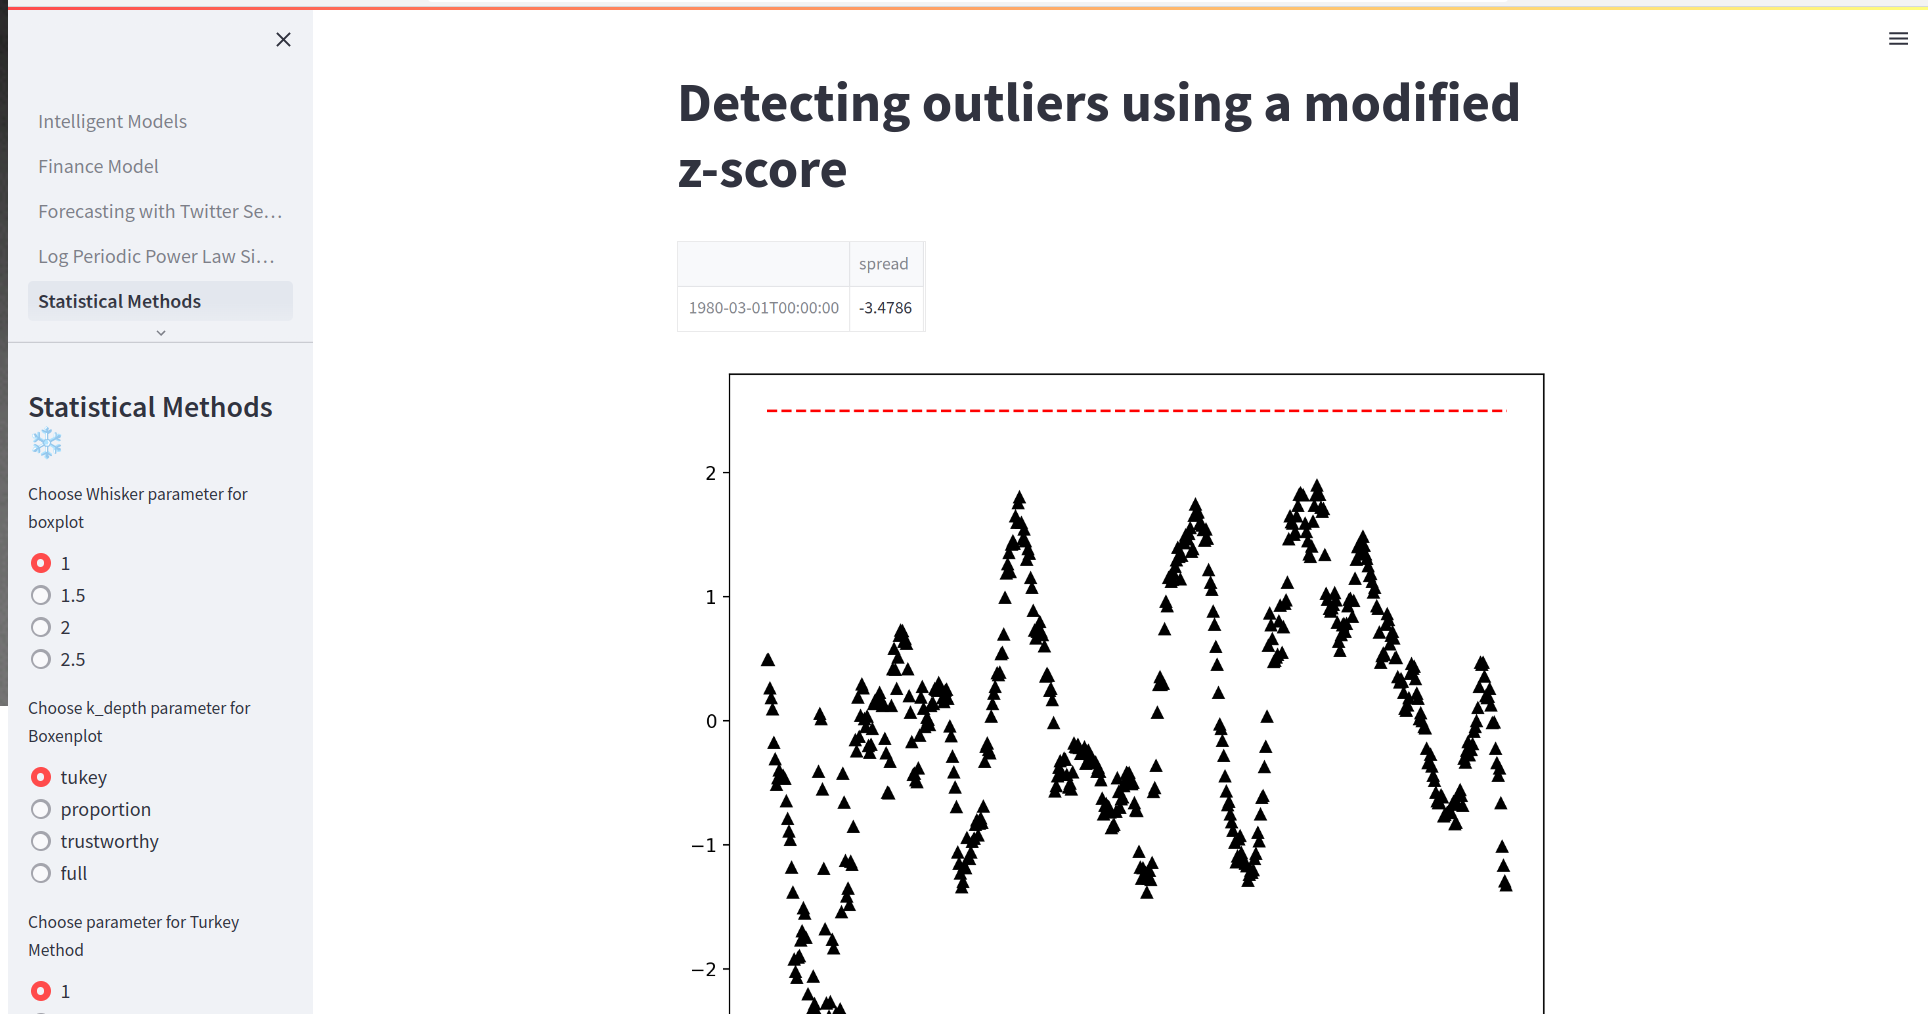 Intelligent Models
Finance Model
Forecasting with Twitter Se…
Log Periodic Power Law Si…
Statistical Methods
Statistical Methods
Choose Whisker parameter for
boxplot
1
1.5
2
2.5
Choose k_depth parameter for
Boxenplot
tukey
proportion
trustworthy
full
Choose parameter for Turkey
Method
1
Detecting outliers using a modified
z-score
spread
1980-03-01T00:00:00 -3.4786
2
1
0
−1
−2